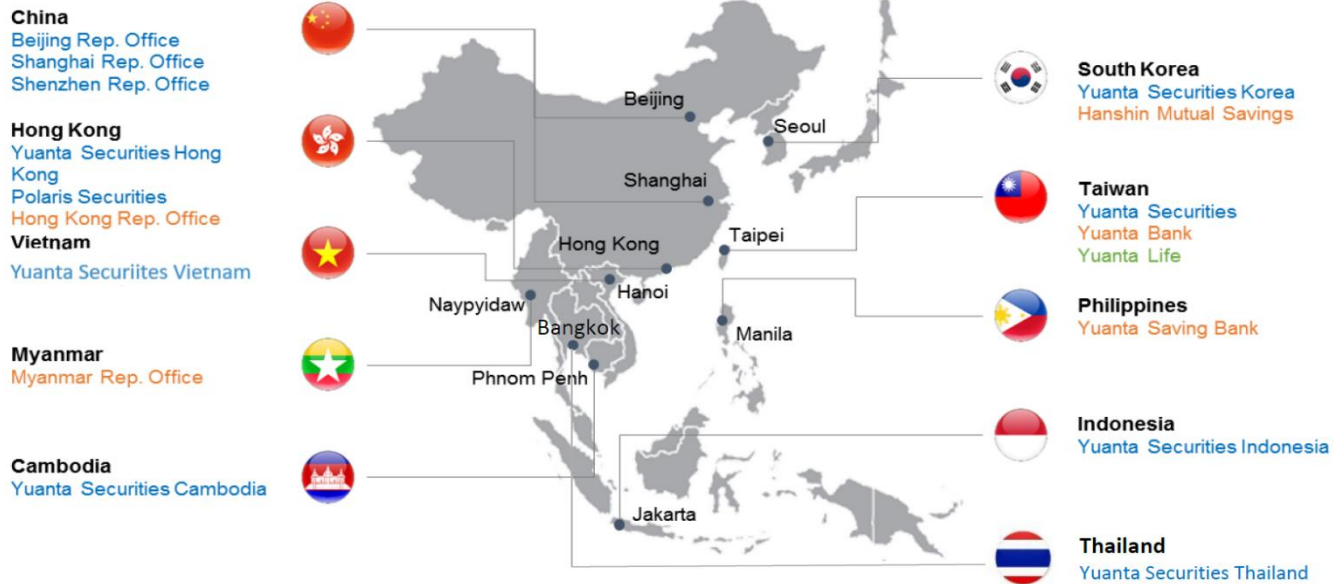 China
Beijing Rep. Office
Shanghai Rep. Office
Shenzhen Rep. Office
Hong Kong
Yuanta Securities Hong
Kong
Polaris Securities
Hong Kong Rep. Office
Vietnam
Yuanta Securiites Vietnam
Myanmar
Myanmar Rep. Office
Cambodia
Yuanta Securities Cambodia
Beijing
Seoul
Shanghai
Taipei
Hong Kong
Hanoi
Naypyidaw
Bangkok
Manila
Phnom Penh
Jakarta
South Korea
Yuanta Securities Korea
Hanshin Mutual Savings
Taiwan
Yuanta Securities
Yuanta Bank
Yuanta Life
Philippines
Yuanta Saving Bank
Indonesia
Yuanta Securities Indonesia
Thailand
Yuanta Securities Thailand